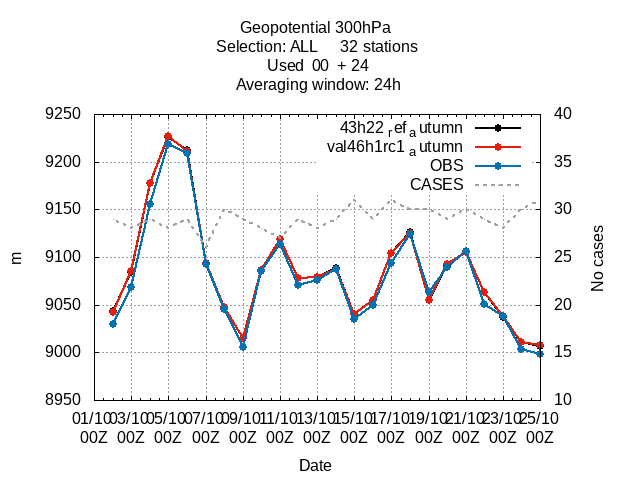 Geopotential 300hPa
Selection: ALL     32 stations
Used  00  + 24
Averaging window: 24h
43h22 ref a utumn
val46h1rc1 a utumn
OBS
CASES
9250
9200
9150
9100
9050
9000
8950
m
40
35
30
25
20
15
10
No cases
01/10 03/10 05/10 07/10 09/10 11/10 13/10 15/10 17/10 19/10 21/10 23/10 25/10
00Z 00Z 00Z 00Z 00Z 00Z 00Z 00Z 00Z 00Z 00Z 00Z 00Z
Date